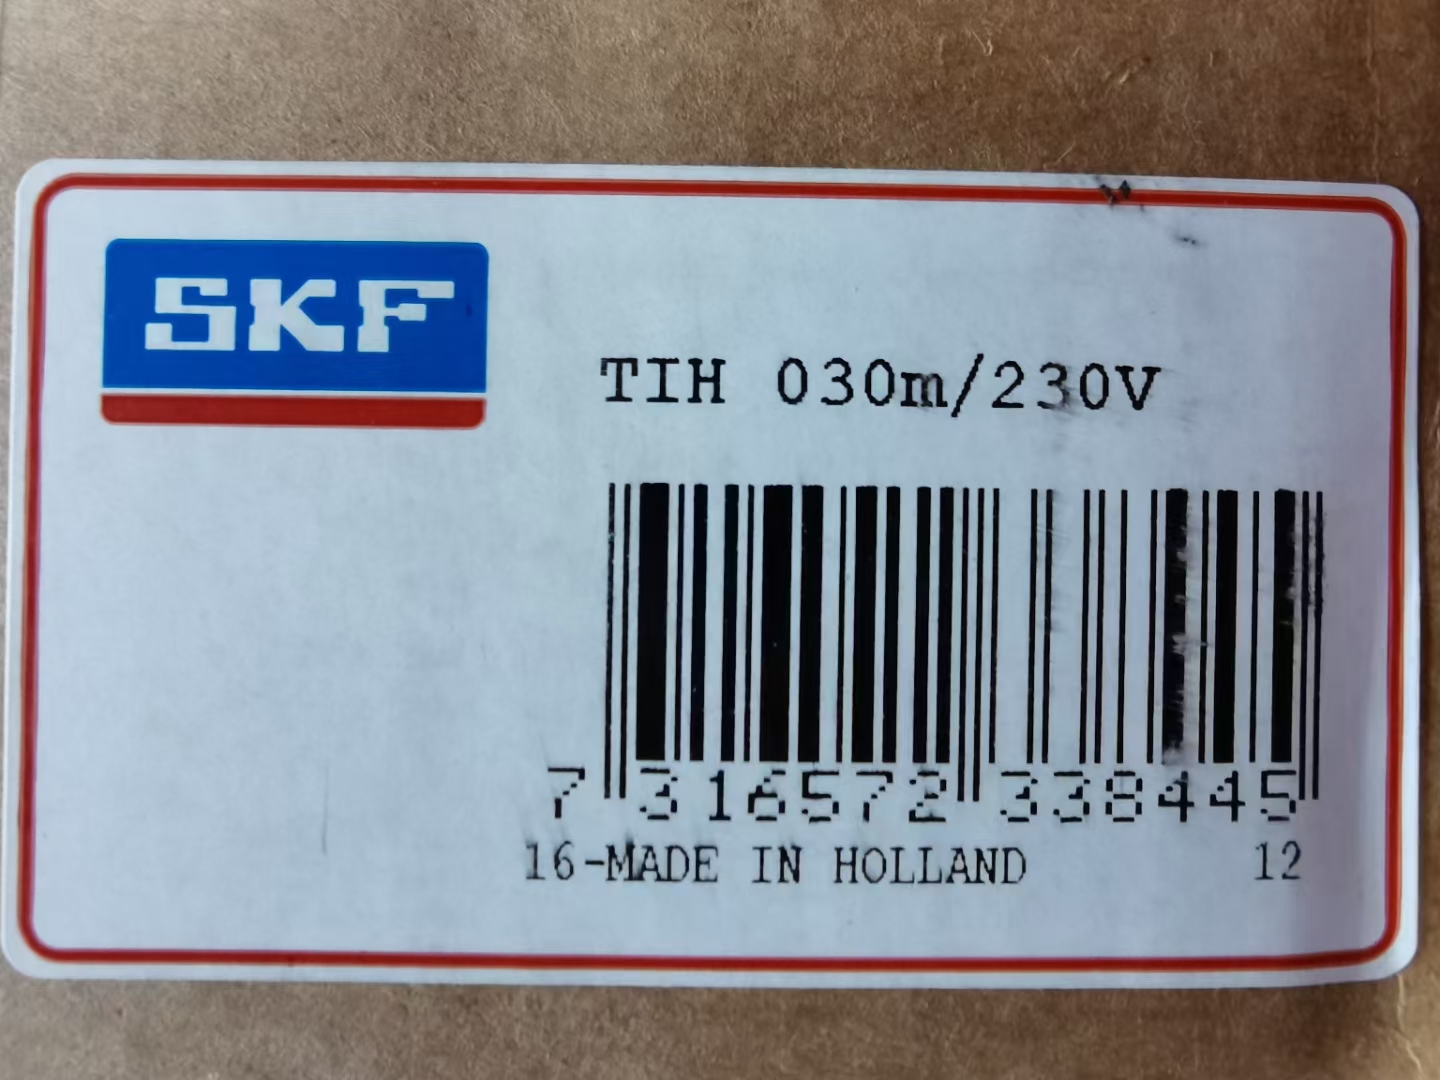 SKF
TIH 030m/230V
7 316572 338445
16-MADE IN HOLLAND 12